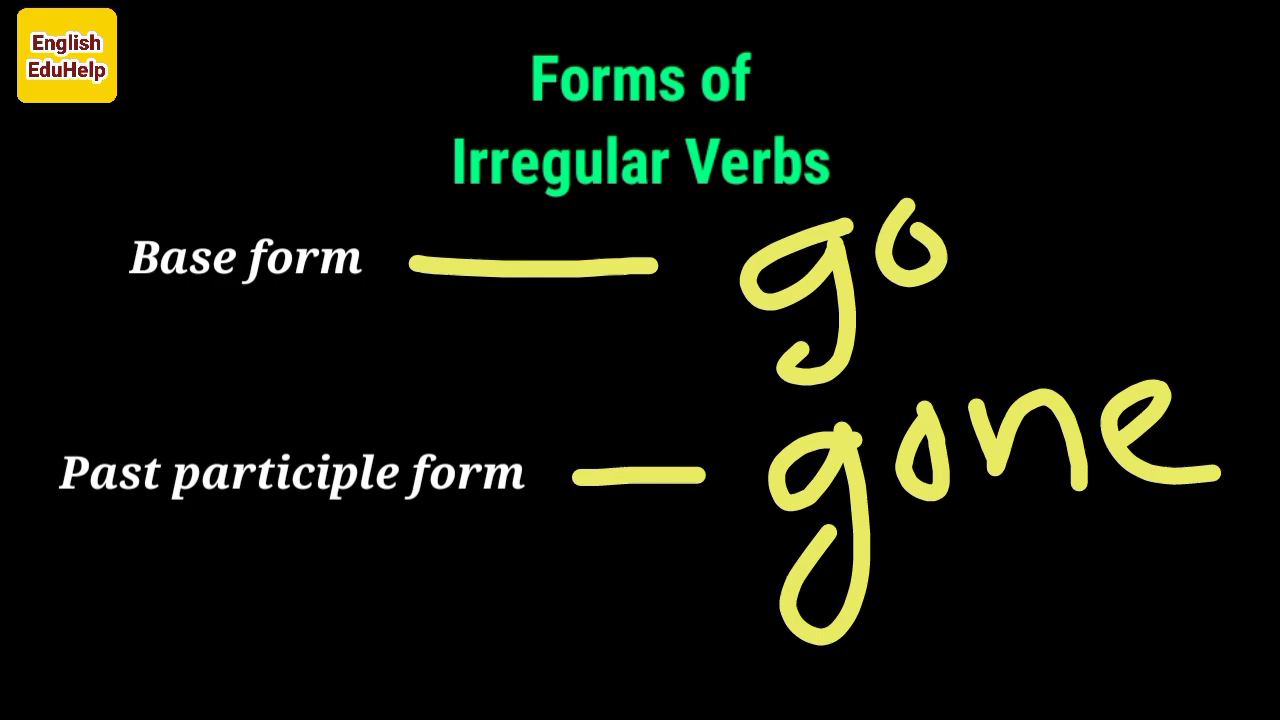 English
EduHelp
Forms of
Irregular Verbs
Base form — go
Past participle form — gone